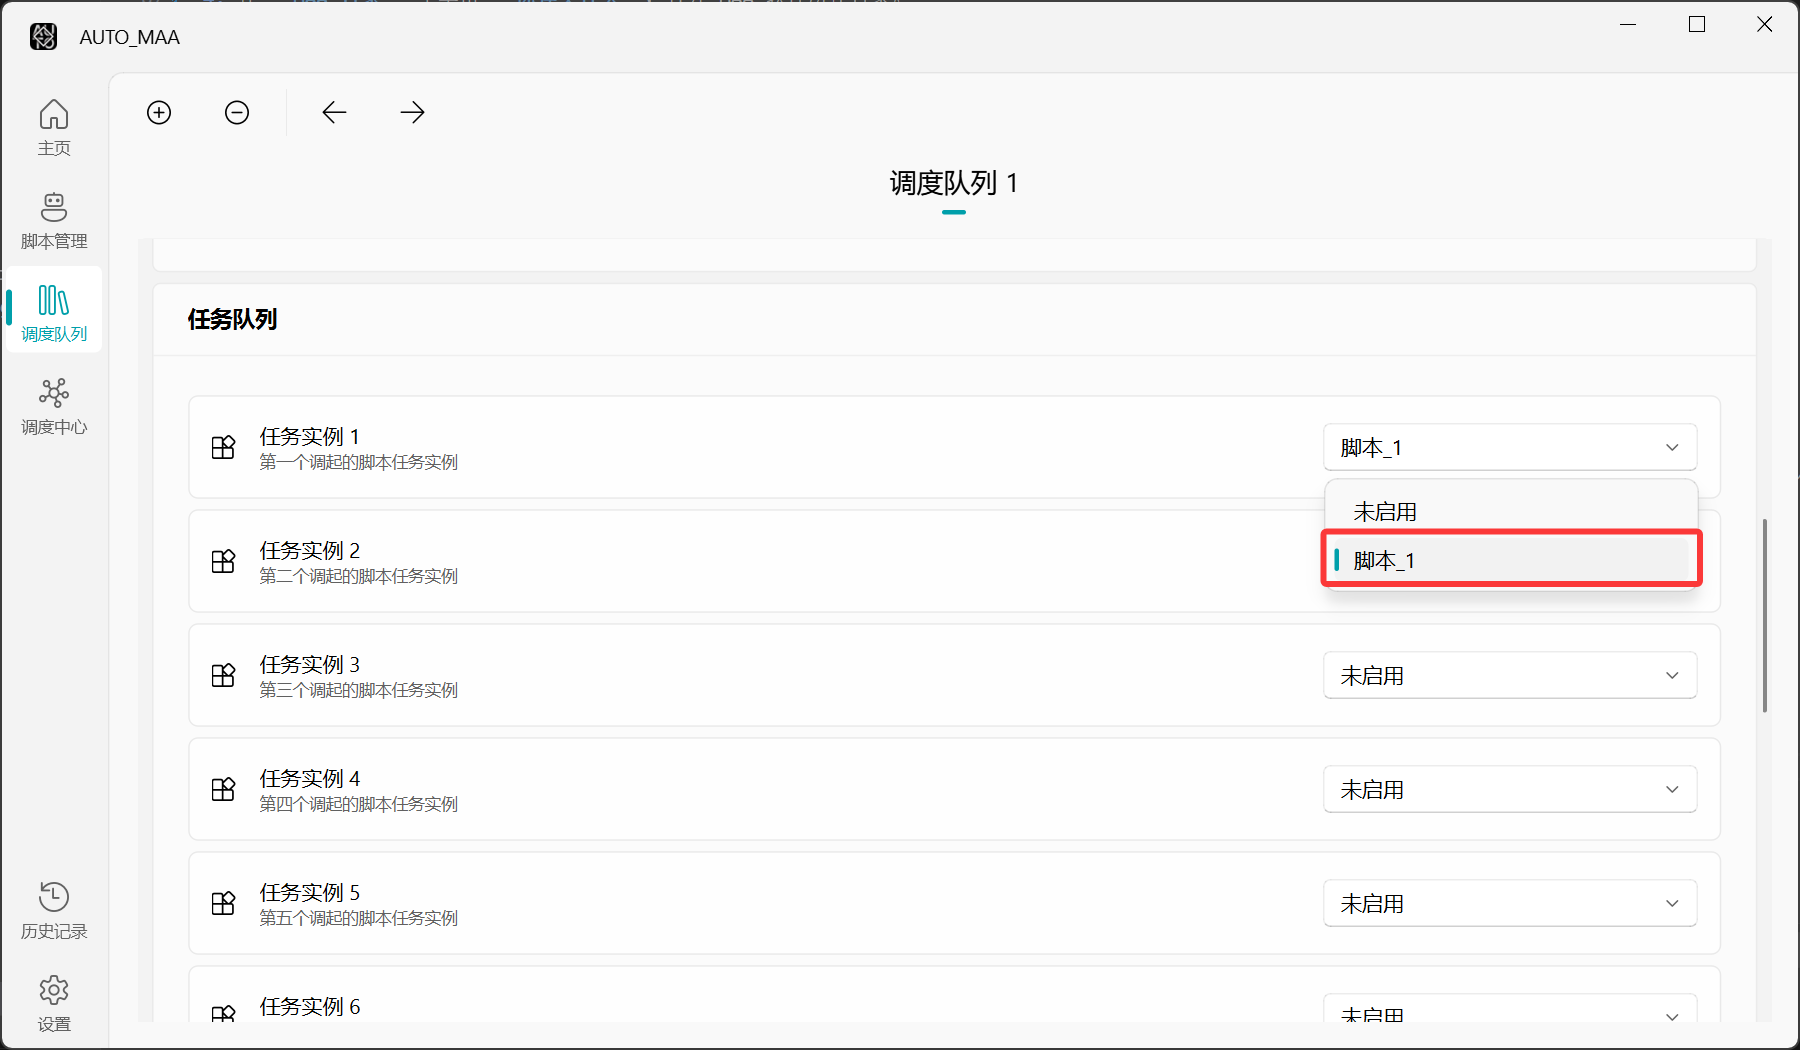 AUTO_MAA
主页
脚本管理
调度队列
调度中心
历史记录
设置
调度队列 1
任务队列
任务实例 1
第一个调起的脚本任务实例
脚本_1
未启用
脚本_1
任务实例 2
第二个调起的脚本任务实例
任务实例 3
第三个调起的脚本任务实例
未启用
任务实例 4
第四个调起的脚本任务实例
未启用
任务实例 5
第五个调起的脚本任务实例
未启用
任务实例 6
未启用